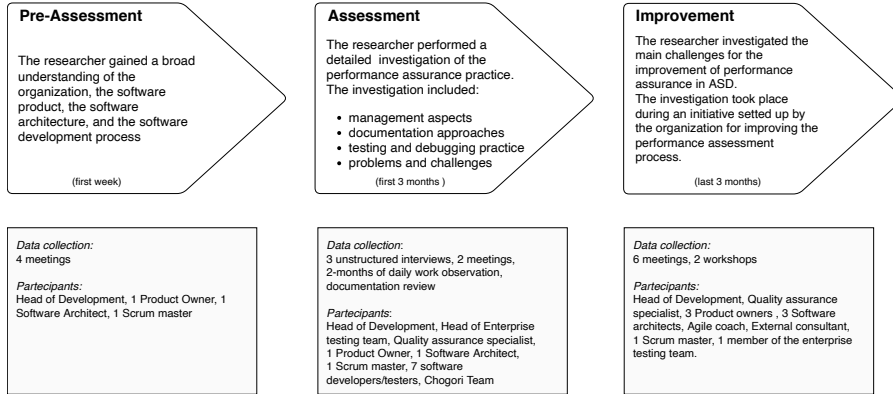 Pre-Assessment
The researcher gained a broad
understanding of the
organization, the software
product, the software
architecture, and the software
development process
(first week)
Assessment
The researcher performed a
detailed investigation of the
performance assurance practice.
The investigation included:
• management aspects
• documentation approaches
• testing and debugging practice
• problems and challenges
(first 3 months )
Improvement
The researcher investigated the
main challenges for the
improvement of performance
assurance in ASD.
The investigation took place
during an initiative setted up by
the organization for improving the
performance assessment
process.
(last 3 months)
Data collection:
4 meetings
Partecipants:
Head of Development, 1 Product Owner, 1
Software Architect, 1 Scrum master
Data collection:
3 unstructured interviews, 2 meetings,
2-months of daily work observation,
documentation review
Partecipants:
Head of Development, Head of Enterprise
testing team, Quality assurance specialist,
1 Product Owner, 1 Software Architect,
1 Scrum master, 7 software
developers/testers, Chogori Team
Data collection:
6 meetings, 2 workshops
Partecipants:
Head of Development, Quality assurance
specialist, 3 Product owners , 3 Software
architects, Agile coach, External consultant,
1 Scrum master, 1 member of the enterprise
testing team.